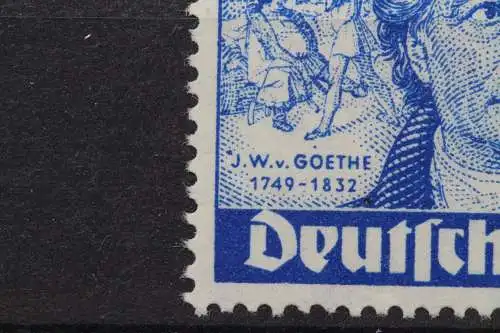 J.W.v. GOETHE
1749-1832
Deutsch